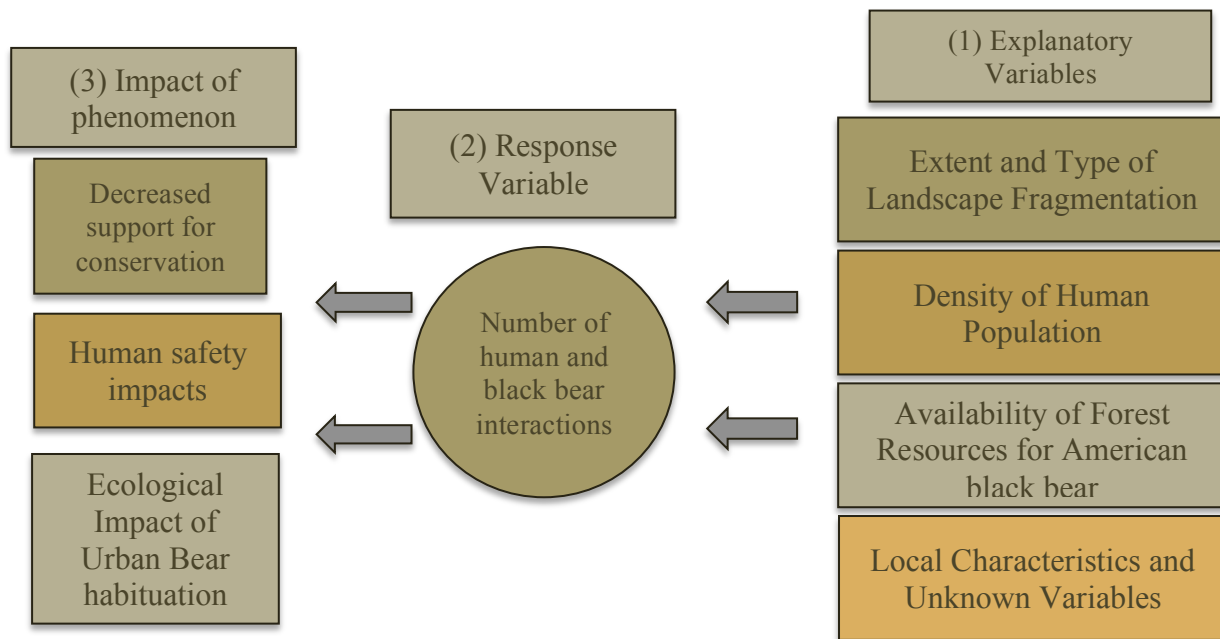 (3) Impact of
phenomenon
Decreased
support for
conservation
Human safety
impacts
Ecological
Impact of
Urban Bear
habituation
(2) Response
Variable
Number of
human and
black bear
interactions
(1) Explanatory
Variables
Extent and Type of
Landscape Fragmentation
Density of Human
Population
Availability of Forest
Resources for American
black bear
Local Characteristics and
Unknown Variables